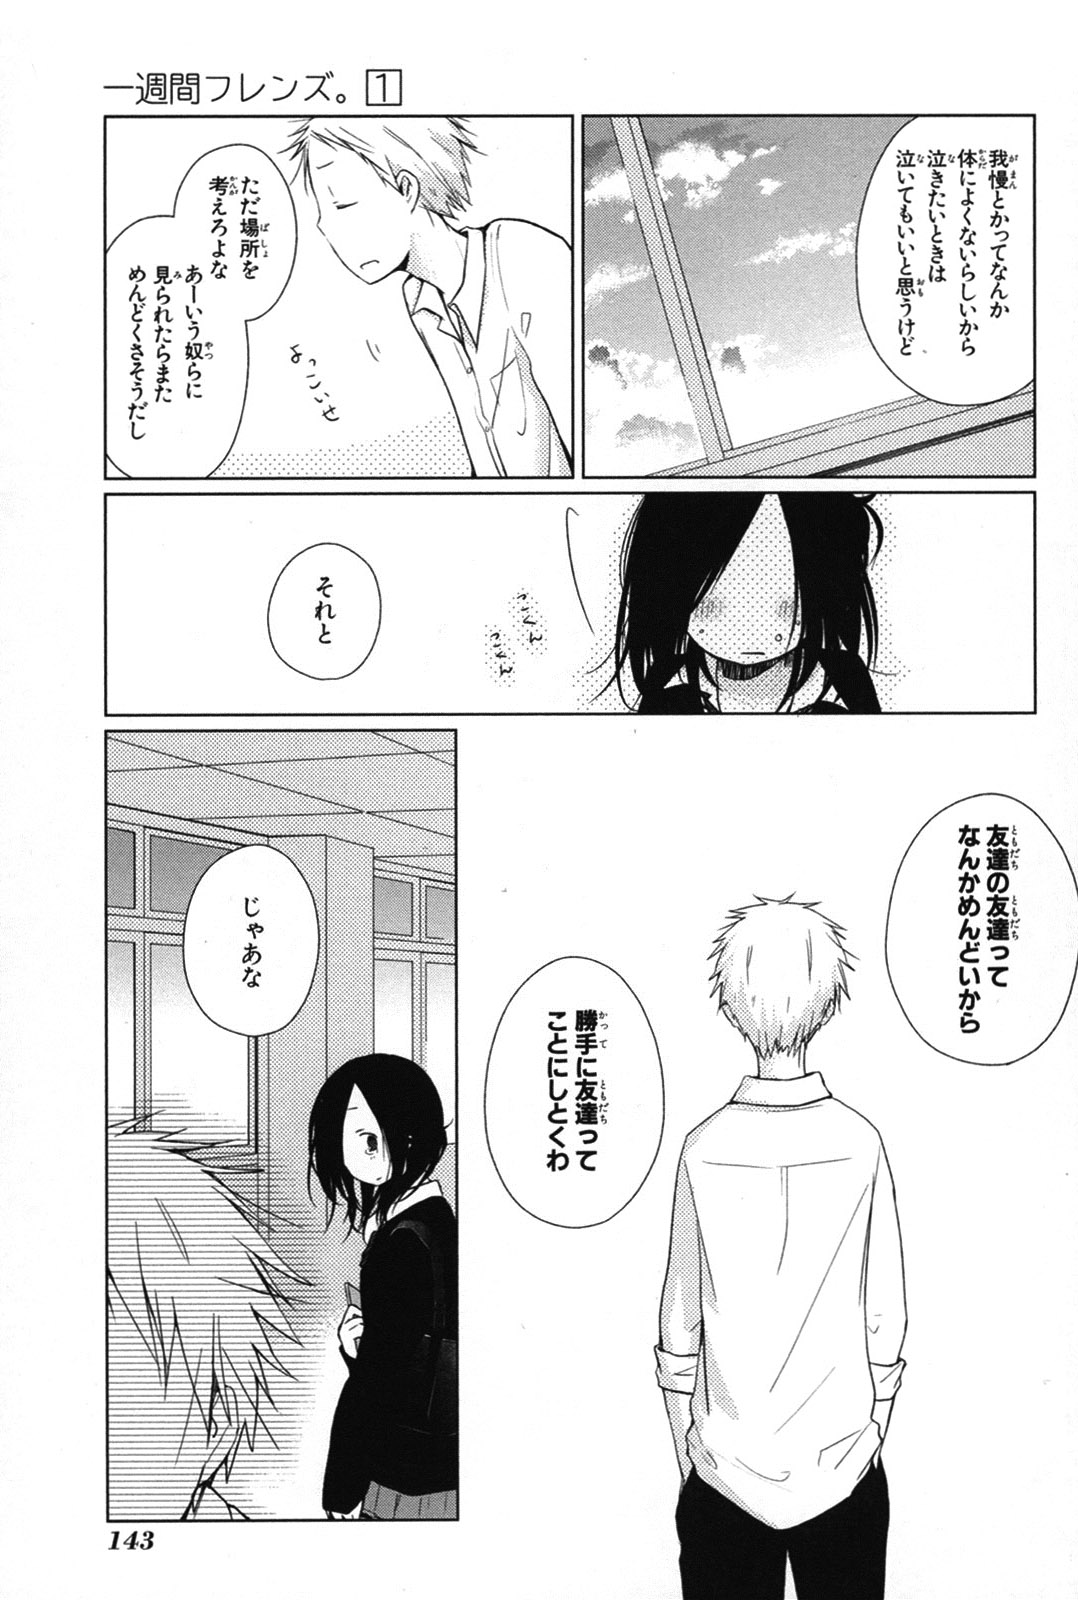 一週間フレンズ。 1
我慢とかってなんか
体によくないらしいから
泣きたいときは
泣いてもいいと思うけど
ただ場所を
考えろよな
あーいう奴らに
見られたらまた
めんどくさそうだし
よっこいせ
こくん
こくん
それと
友達の友達って
なんかめんどいから
勝手に友達って
ことにしとくわ
じゃあな
143